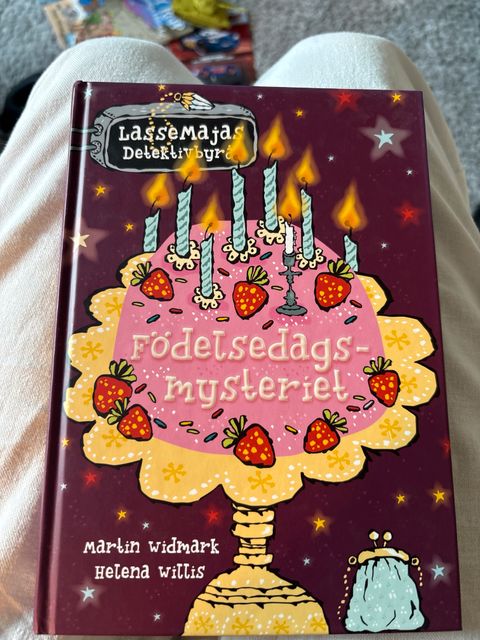 LasseMajas
Detektivbyrå
Födelsedags-
mysteriet
Martin Widmark
Helena Willis